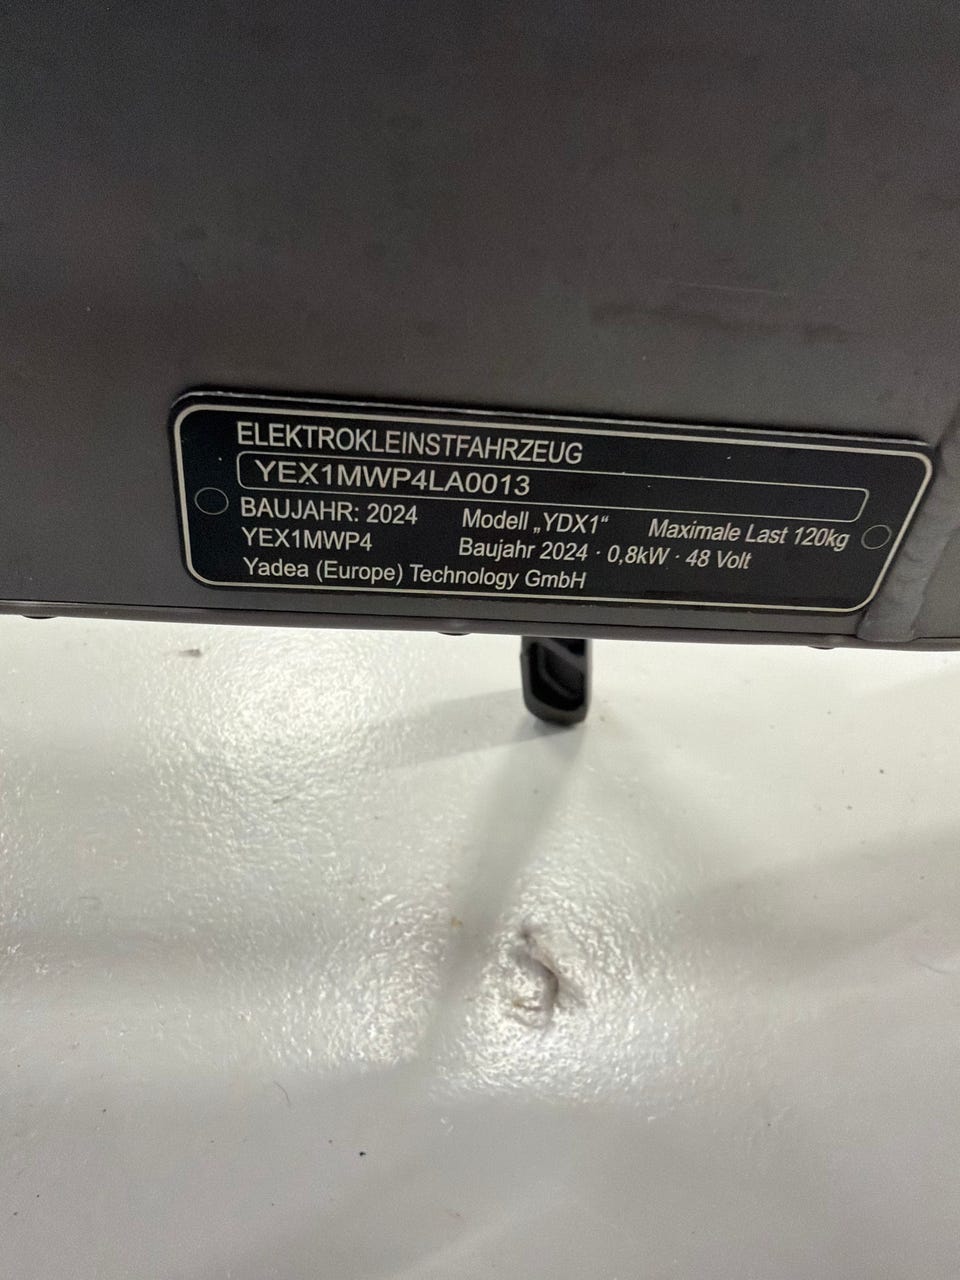 ELEKTROKLEINSTFAHRZEUG
YEX1MWP4LA0013
BAUJAHR: 2024 Modell „YDX1“ Maximale Last 120kg
YEX1MWP4 Baujahr 2024 · 0,8kW · 48 Volt
Yadea (Europe) Technology GmbH